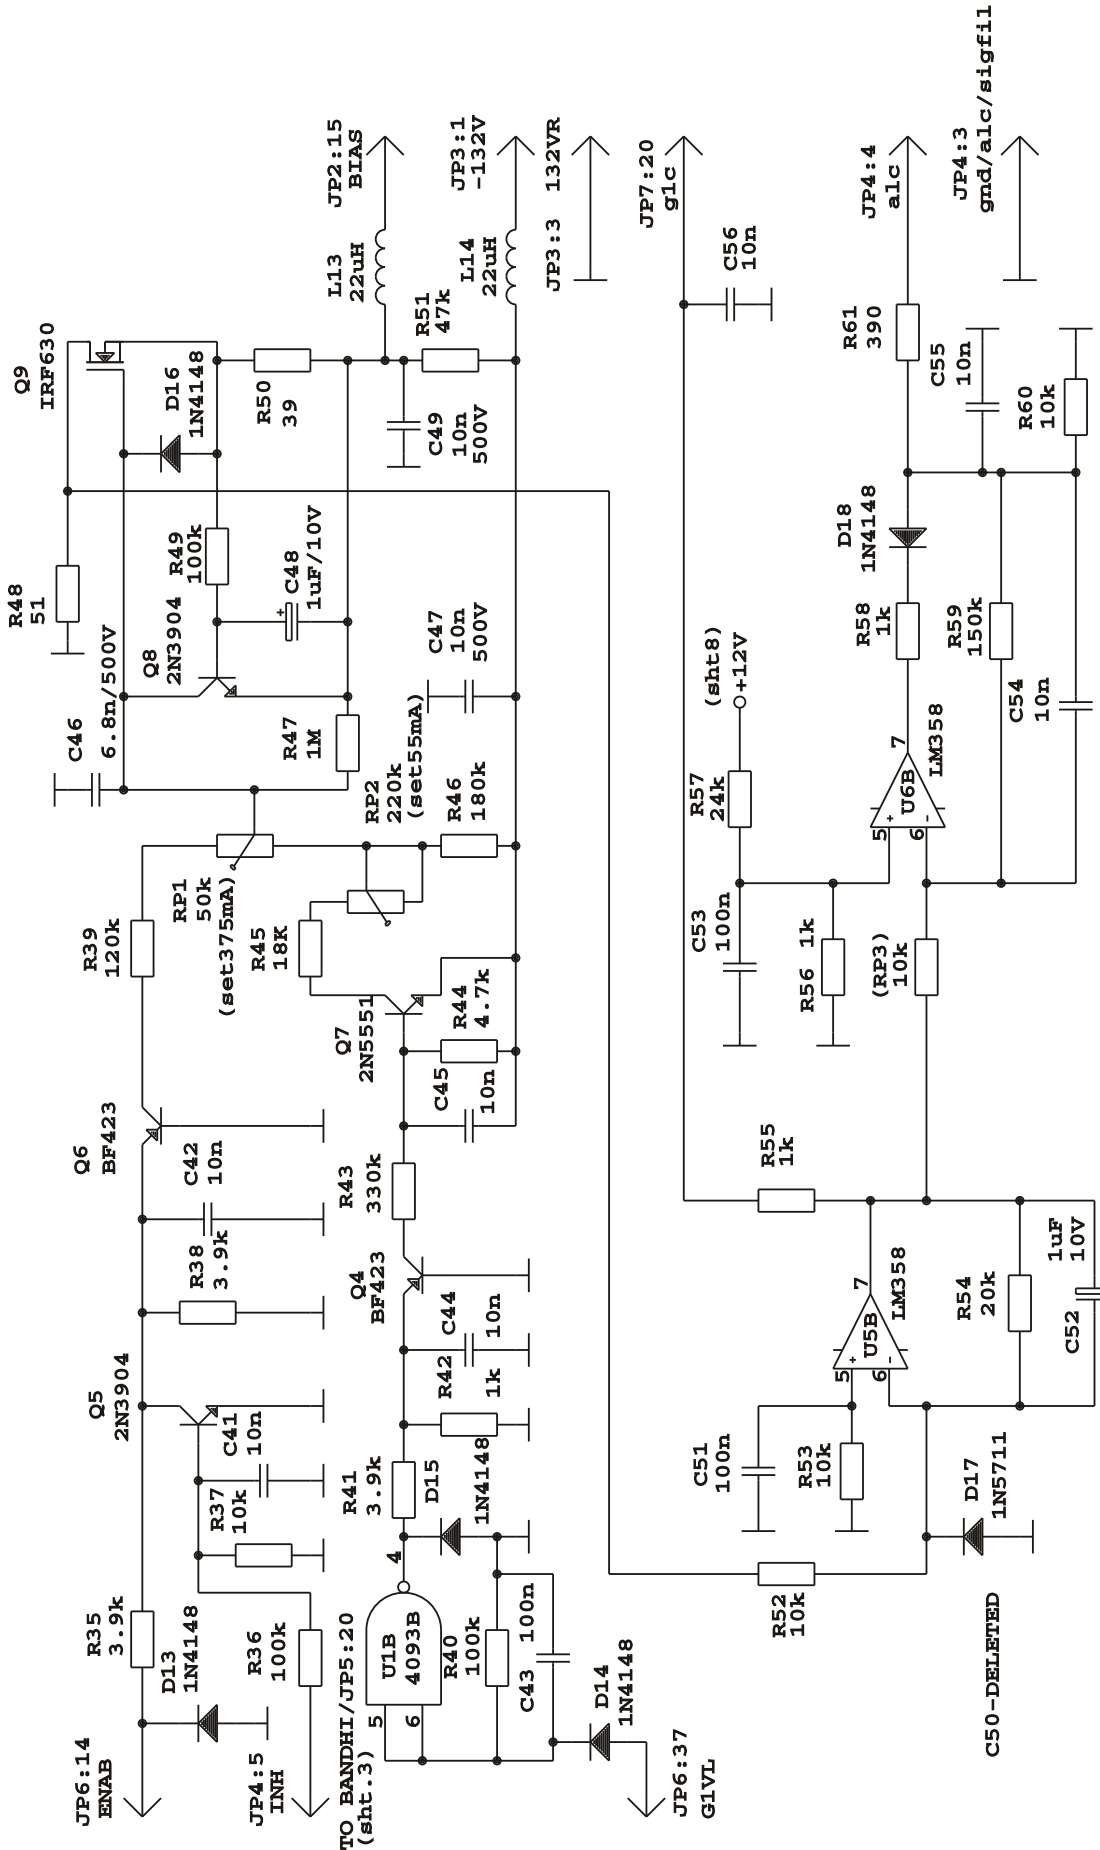 JP6:14
ENAB
R35
3.9k
D13
1N4148
JP4:5
INH
R36
100k
Q5
2N3904
R37
10k
C41
10n
R38
3.9k
C42
10n
Q6
BF423
R39
120k
RP1
50k
(set375mA)
C46
6.8n/500V
R48
51
Q8
2N3904
R49
100k
+
C48
1uF/10V
R47
1M
Q9
IRF630
D16
1N4148
R50
39
L13
22uH
JP2:15
BIAS
R51
47k
C49
10n
500V
L14
22uH
JP3:1
-132V
JP3:3 132VR
TO BANDHI/JP5:20
(sht.3)
5
6
U1B
4093B
4
R40
100k
C43 100n
D14
1N4148
JP6:37
G1VL
R41
3.9k
D15
1N4148
R42
1k
C44
10n
Q4
BF423
R43
330k
C45
10n
R44
4.7k
Q7
2N5551
R45
18K
RP2
220k
(set55mA)
R46
180k
C47
10n
500V
JP7:20
g1c
C56
10n
(sht8)
+12V
R57
24k
C53
100n
R56 1k
(RP3)
10k
5
6
+
-
U6B
LM358
7
R58
1k
D18
1N4148
R59
150k
C54
10n
R61
390
C55
10n
R60
10k
JP4:4
alc
JP4:3
gnd/alc/sigfil
R52
10k
C51
100n
R53
10k
D17
1N5711
C50-DELETED
5
6
+
-
U5B
LM358
7
R55
1k
R54
20k
1uF
10V
C52